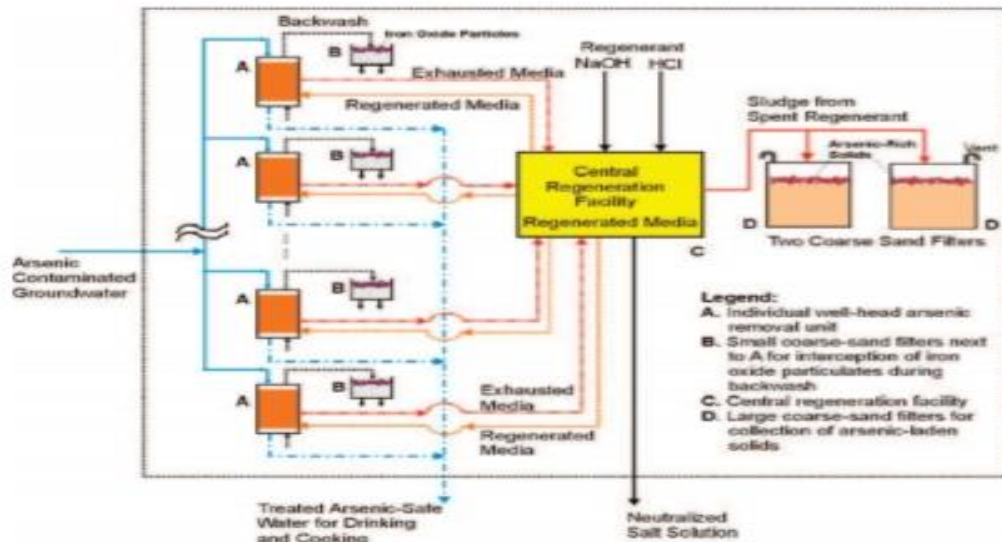 Backwash
Iron Oxide Particles
B
A
Exhausted Media
Regenerated Media
Regenerant
NaOH HCl
Sludge from
Spent Regenerant
Arsenic-Rich
Solids
Vent
B
A
Central
Regeneration
Facility
Regenerated Media
D
D
Two Coarse Sand Filters
C
Arsenic
Contaminated
Groundwater
B
A
B
A
Exhausted
Media
Regenerated
Media
Legend:
A. Individual well-head arsenic
removal unit
B. Small coarse-sand filters next
to A for interception of iron
oxide particulates during
backwash
C. Central regeneration facility
D. Large coarse-sand filters for
collection of arsenic-laden
solids
Treated Arsenic-Safe
Water for Drinking
and Cooking
Neutralized
Salt Solution